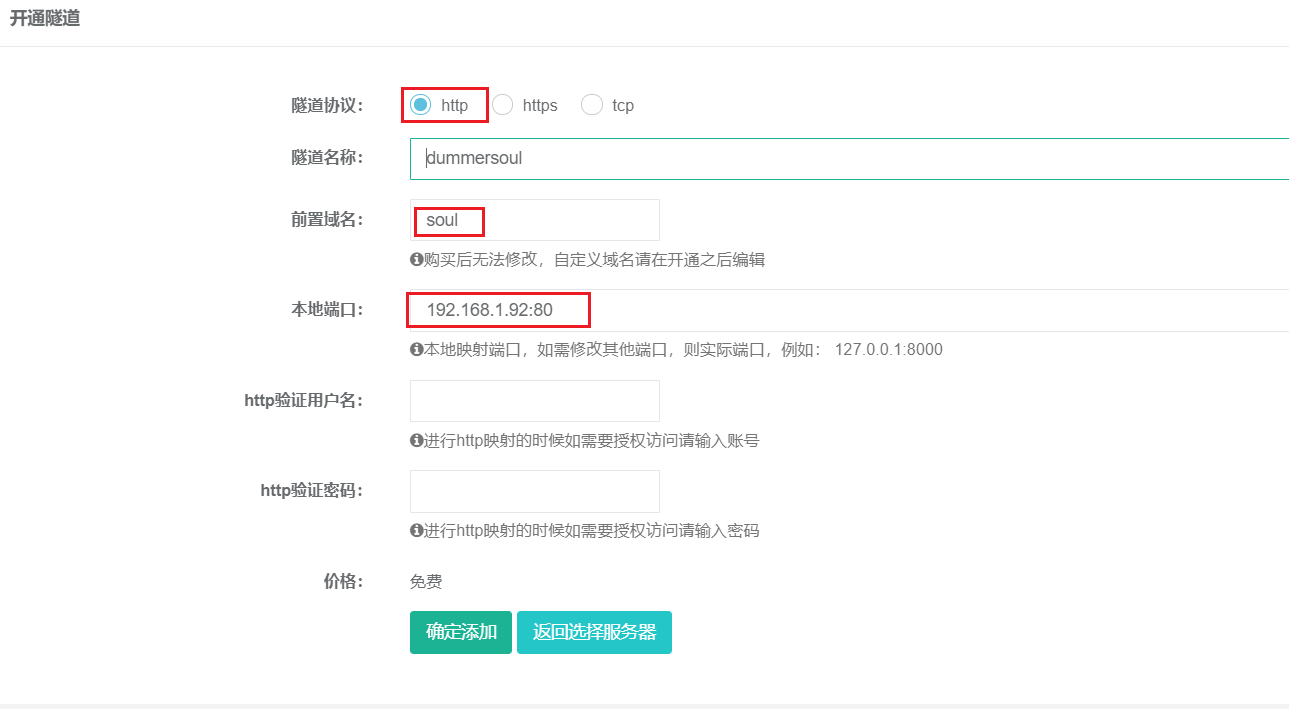 开通隧道
隧道协议： http https tcp
隧道名称： dummersoul
前置域名： soul
购买后无法修改，自定义域名请在开通之后编辑
本地端口： 192.168.1.92:80
本地映射端口，如需修改其他端口，则实际端口，例如： 127.0.0.1:8000
http验证用户名：
进行http映射的时候如需要授权访问请输入账号
http验证密码：
进行http映射的时候如需要授权访问请输入密码
价格： 免费
确定添加 返回选择服务器